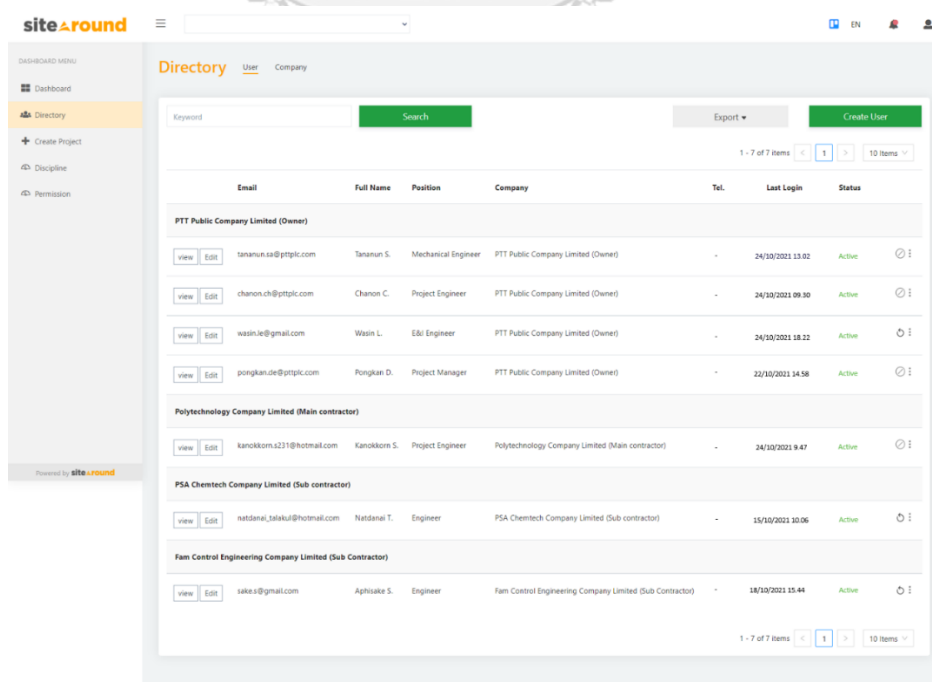 sitearound
EN
DASHBOARD MENU
Dashboard
Directory
Create Project
Discipline
Permission
Powered by sitearound
Directory User Company
Keyword Search Export Create User
1 - 7 of 7 items < 1 > 10 Items
Email Full Name Position Company Tel. Last Login Status
PTT Public Company Limited (Owner)
view Edit tananun.sa@pttplc.com Tananun S. Mechanical Engineer PTT Public Company Limited (Owner) - 24/10/2021 13.02 Active
view Edit chanon.ch@pttplc.com Chanon C. Project Engineer PTT Public Company Limited (Owner) - 24/10/2021 09.30 Active
view Edit wasin.le@gmail.com Wasin L. E&I Engineer PTT Public Company Limited (Owner) - 24/10/2021 18.22 Active
view Edit pongkan.de@pttplc.com Pongkan D. Project Manager PTT Public Company Limited (Owner) - 22/10/2021 14.58 Active
Polytechnology Company Limited (Main contractor)
view Edit kanokkorn.s231@hotmail.com Kanokkorn S. Project Engineer Polytechnology Company Limited (Main contractor) - 24/10/2021 9.47 Active
PSA Chemtech Company Limited (Sub contractor)
view Edit natdanai_talakul@hotmail.com Natdanai T. Engineer PSA Chemtech Company Limited (Sub contractor) - 15/10/2021 10.06 Active
Fam Control Engineering Company Limited (Sub Contractor)
view Edit sake.s@gmail.com Aphisake S. Engineer Fam Control Engineering Company Limited (Sub Contractor) - 18/10/2021 15.44 Active
1 - 7 of 7 items < 1 > 10 Items